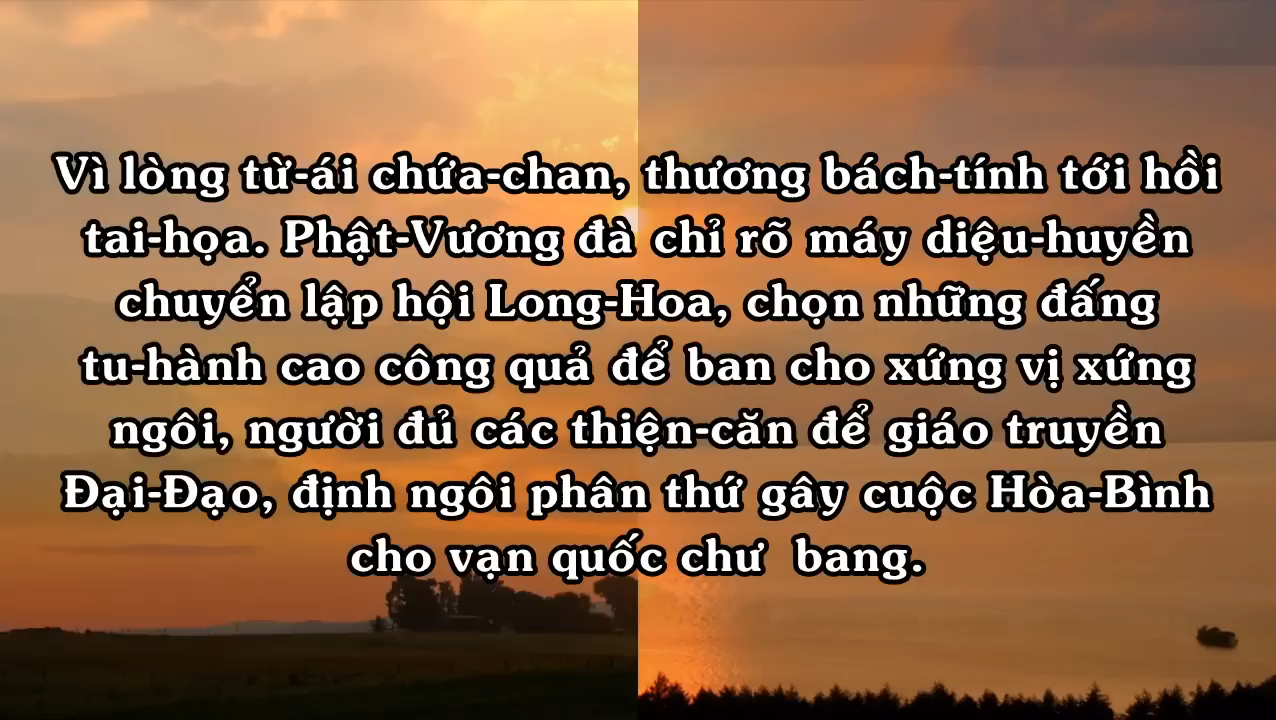 Vì lòng từ-ái chứa-chan, thương bách-tính tới hồi
tai-họa. Phật-Vương đà chỉ rõ máy diệu-huyền
chuyển lập hội Long-Hoa, chọn những đấng
tu-hành cao công quả để ban cho xứng vị xứng
ngôi, người đủ các thiện-căn để giáo truyền
Đại-Đạo, định ngôi phân thứ gây cuộc Hòa-Bình
cho vạn quốc chư  bang.